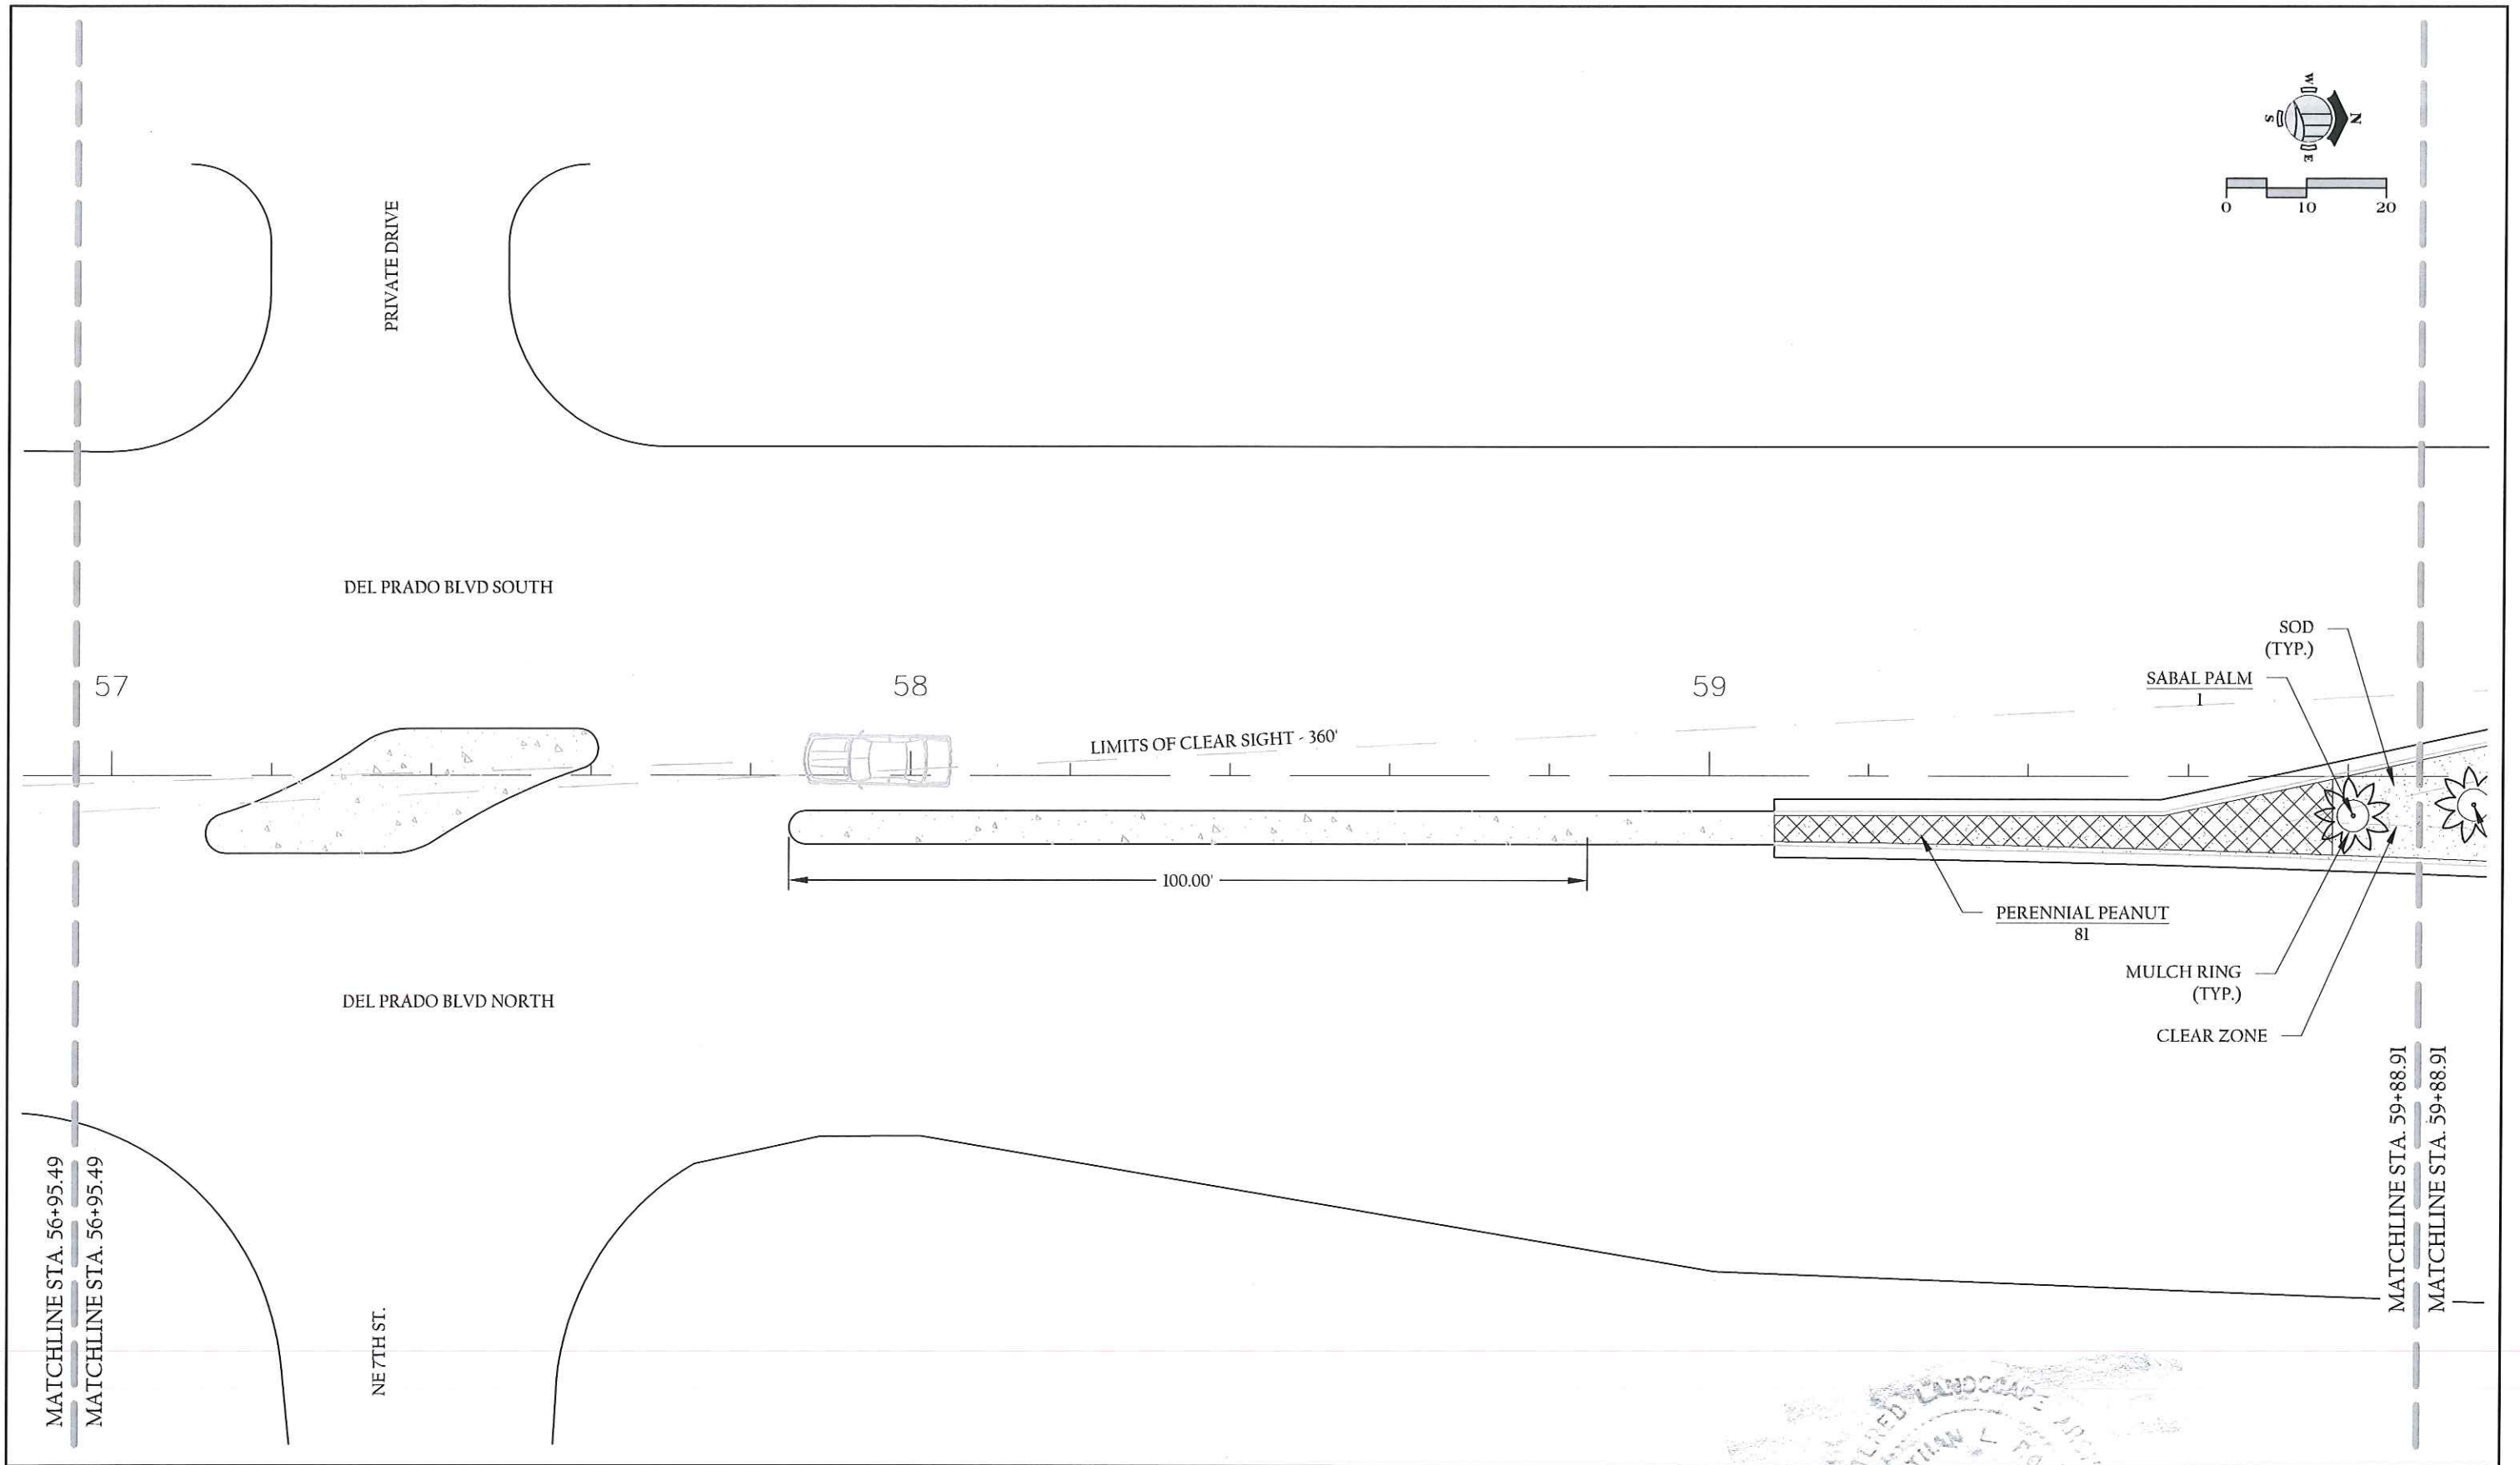 W
N
S
E
0 10 20
PRIVATE DRIVE
DEL PRADO BLVD SOUTH
SOD
(TYP.)
SABAL PALM
1
57
58
59
LIMITS OF CLEAR SIGHT - 360'
100.00'
PERENNIAL PEANUT
81
MULCH RING
(TYP.)
CLEAR ZONE
DEL PRADO BLVD NORTH
MATCHLINE STA. 56+95.49
MATCHLINE STA. 56+95.49
NE 7TH ST.
MATCHLINE STA. 59+88.91
MATCHLINE STA. 59+88.91
LANDSCAPE